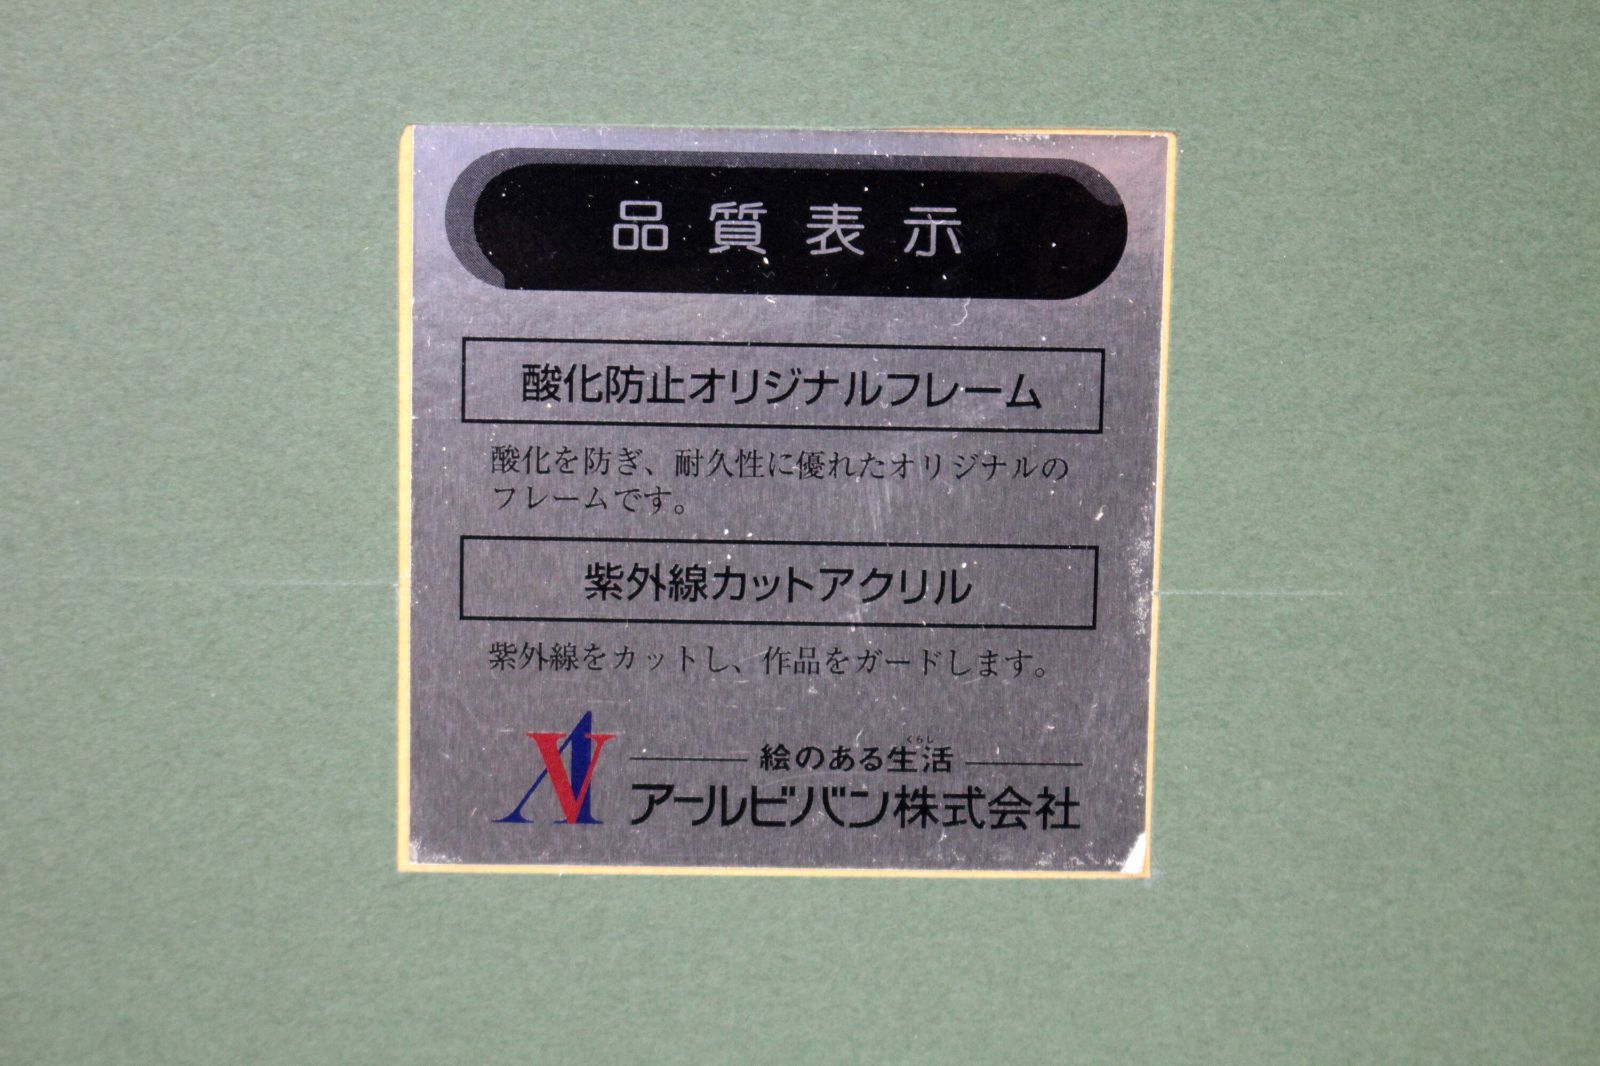 品質表示
酸化防止オリジナルフレーム
酸化を防ぎ、耐久性に優れたオリジナルの
フレームです。
紫外線カットアクリル
紫外線をカットし、作品をガードします。
AV
くらし
絵のある生活
アールビバン株式会社